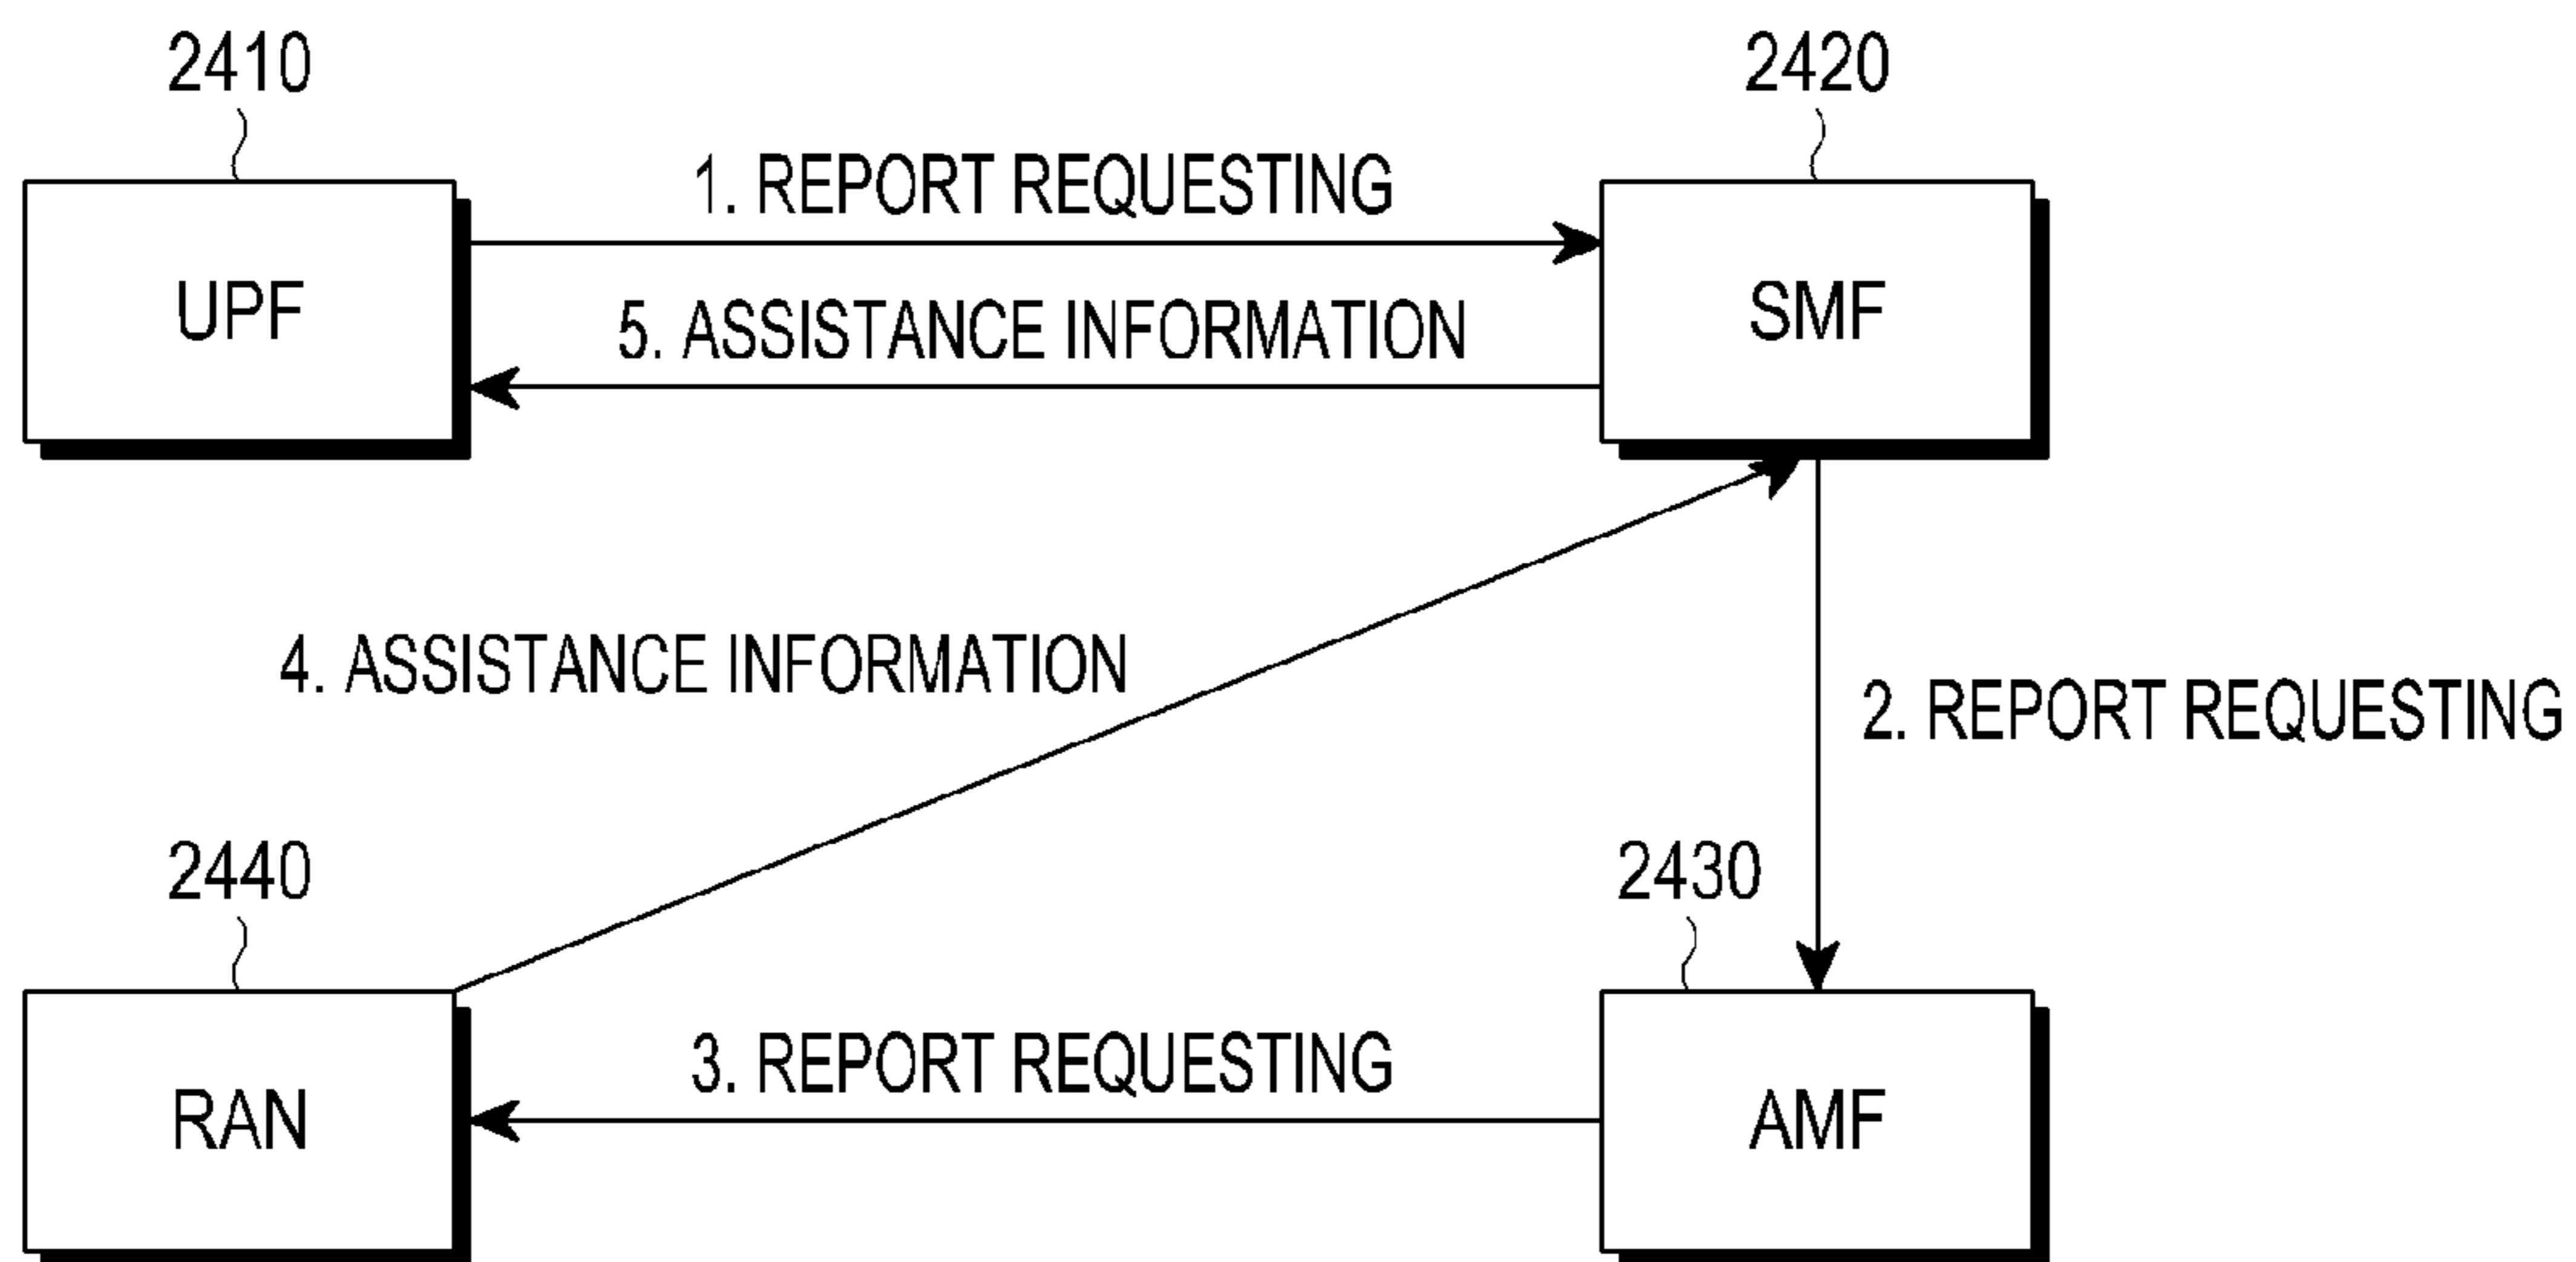 2410
2420
1. REPORT REQUESTING
UPF
SMF
5. ASSISTANCE INFORMATION
4. ASSISTANCE INFORMATION
2. REPORT REQUESTING
2440
2430
3. REPORT REQUESTING
RAN
AMF